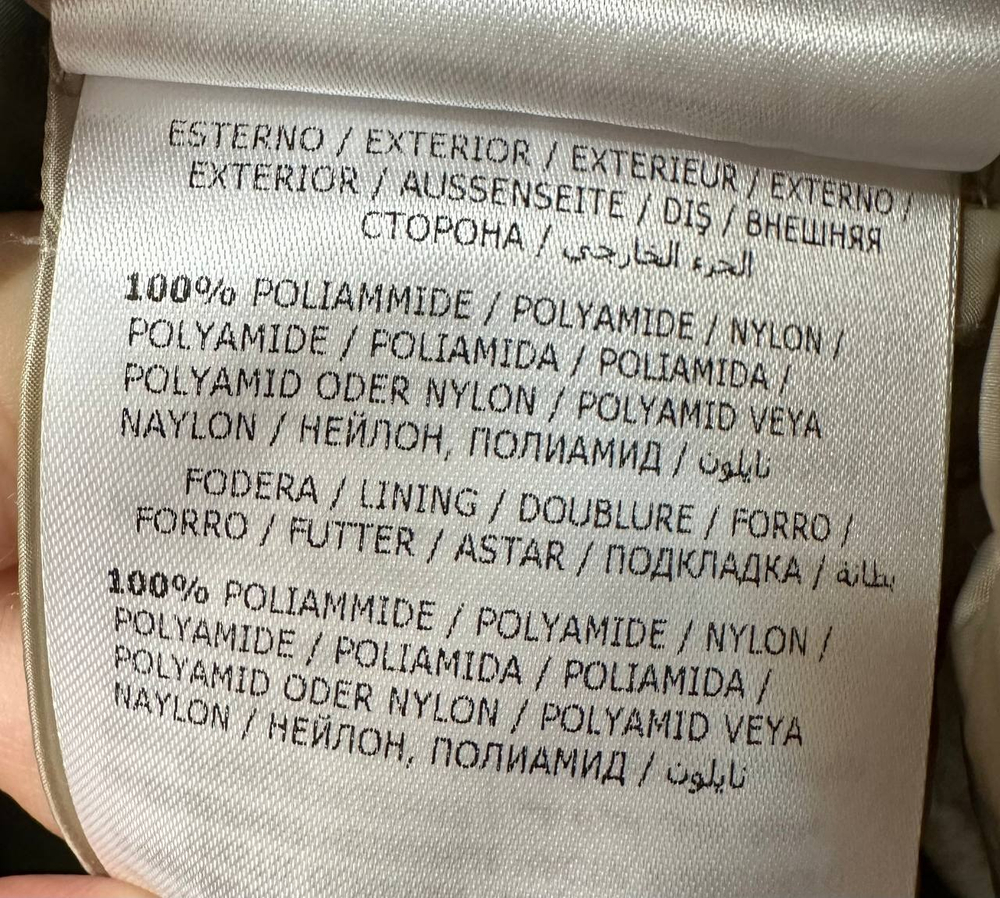 ESTERNO / EXTERIOR / EXTERIEUR / EXTERNO /
EXTERIOR / AUSSENSEITE / DIŞ / ВНЕШНЯЯ
СТОРОНА / الجزء الخارجي
100% POLIAMMIDE / POLYAMIDE / NYLON /
POLYAMIDE / POLIAMIDA / POLIAMIDA /
POLYAMID ODER NYLON / POLYAMID VEYA
NAYLON / НЕЙЛОН, ПОЛИАМИД / نايلون
FODERA / LINING / DOUBLURE / FORRO /
FORRO / FUTTER / ASTAR / ПОДКЛАДКА / بطانة
100% POLIAMMIDE / POLYAMIDE / NYLON /
POLYAMIDE / POLIAMIDA / POLIAMIDA /
POLYAMID ODER NYLON / POLYAMID VEYA
NAYLON / НЕЙЛОН, ПОЛИАМИД / نايلون